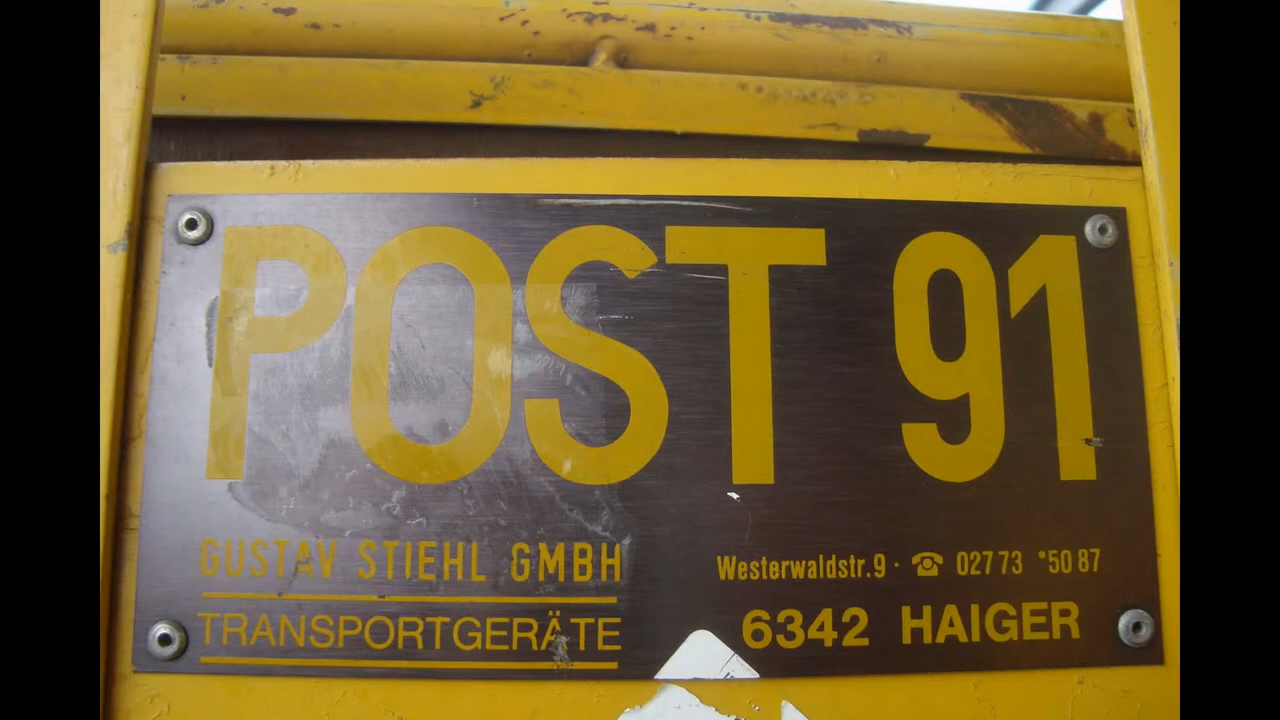 POST 91
GUSTAV STIEHL GMBH
TRANSPORTGERÄTE
Westerwaldstr. 9 · ☎ 02773 *5087
6342 HAIGER